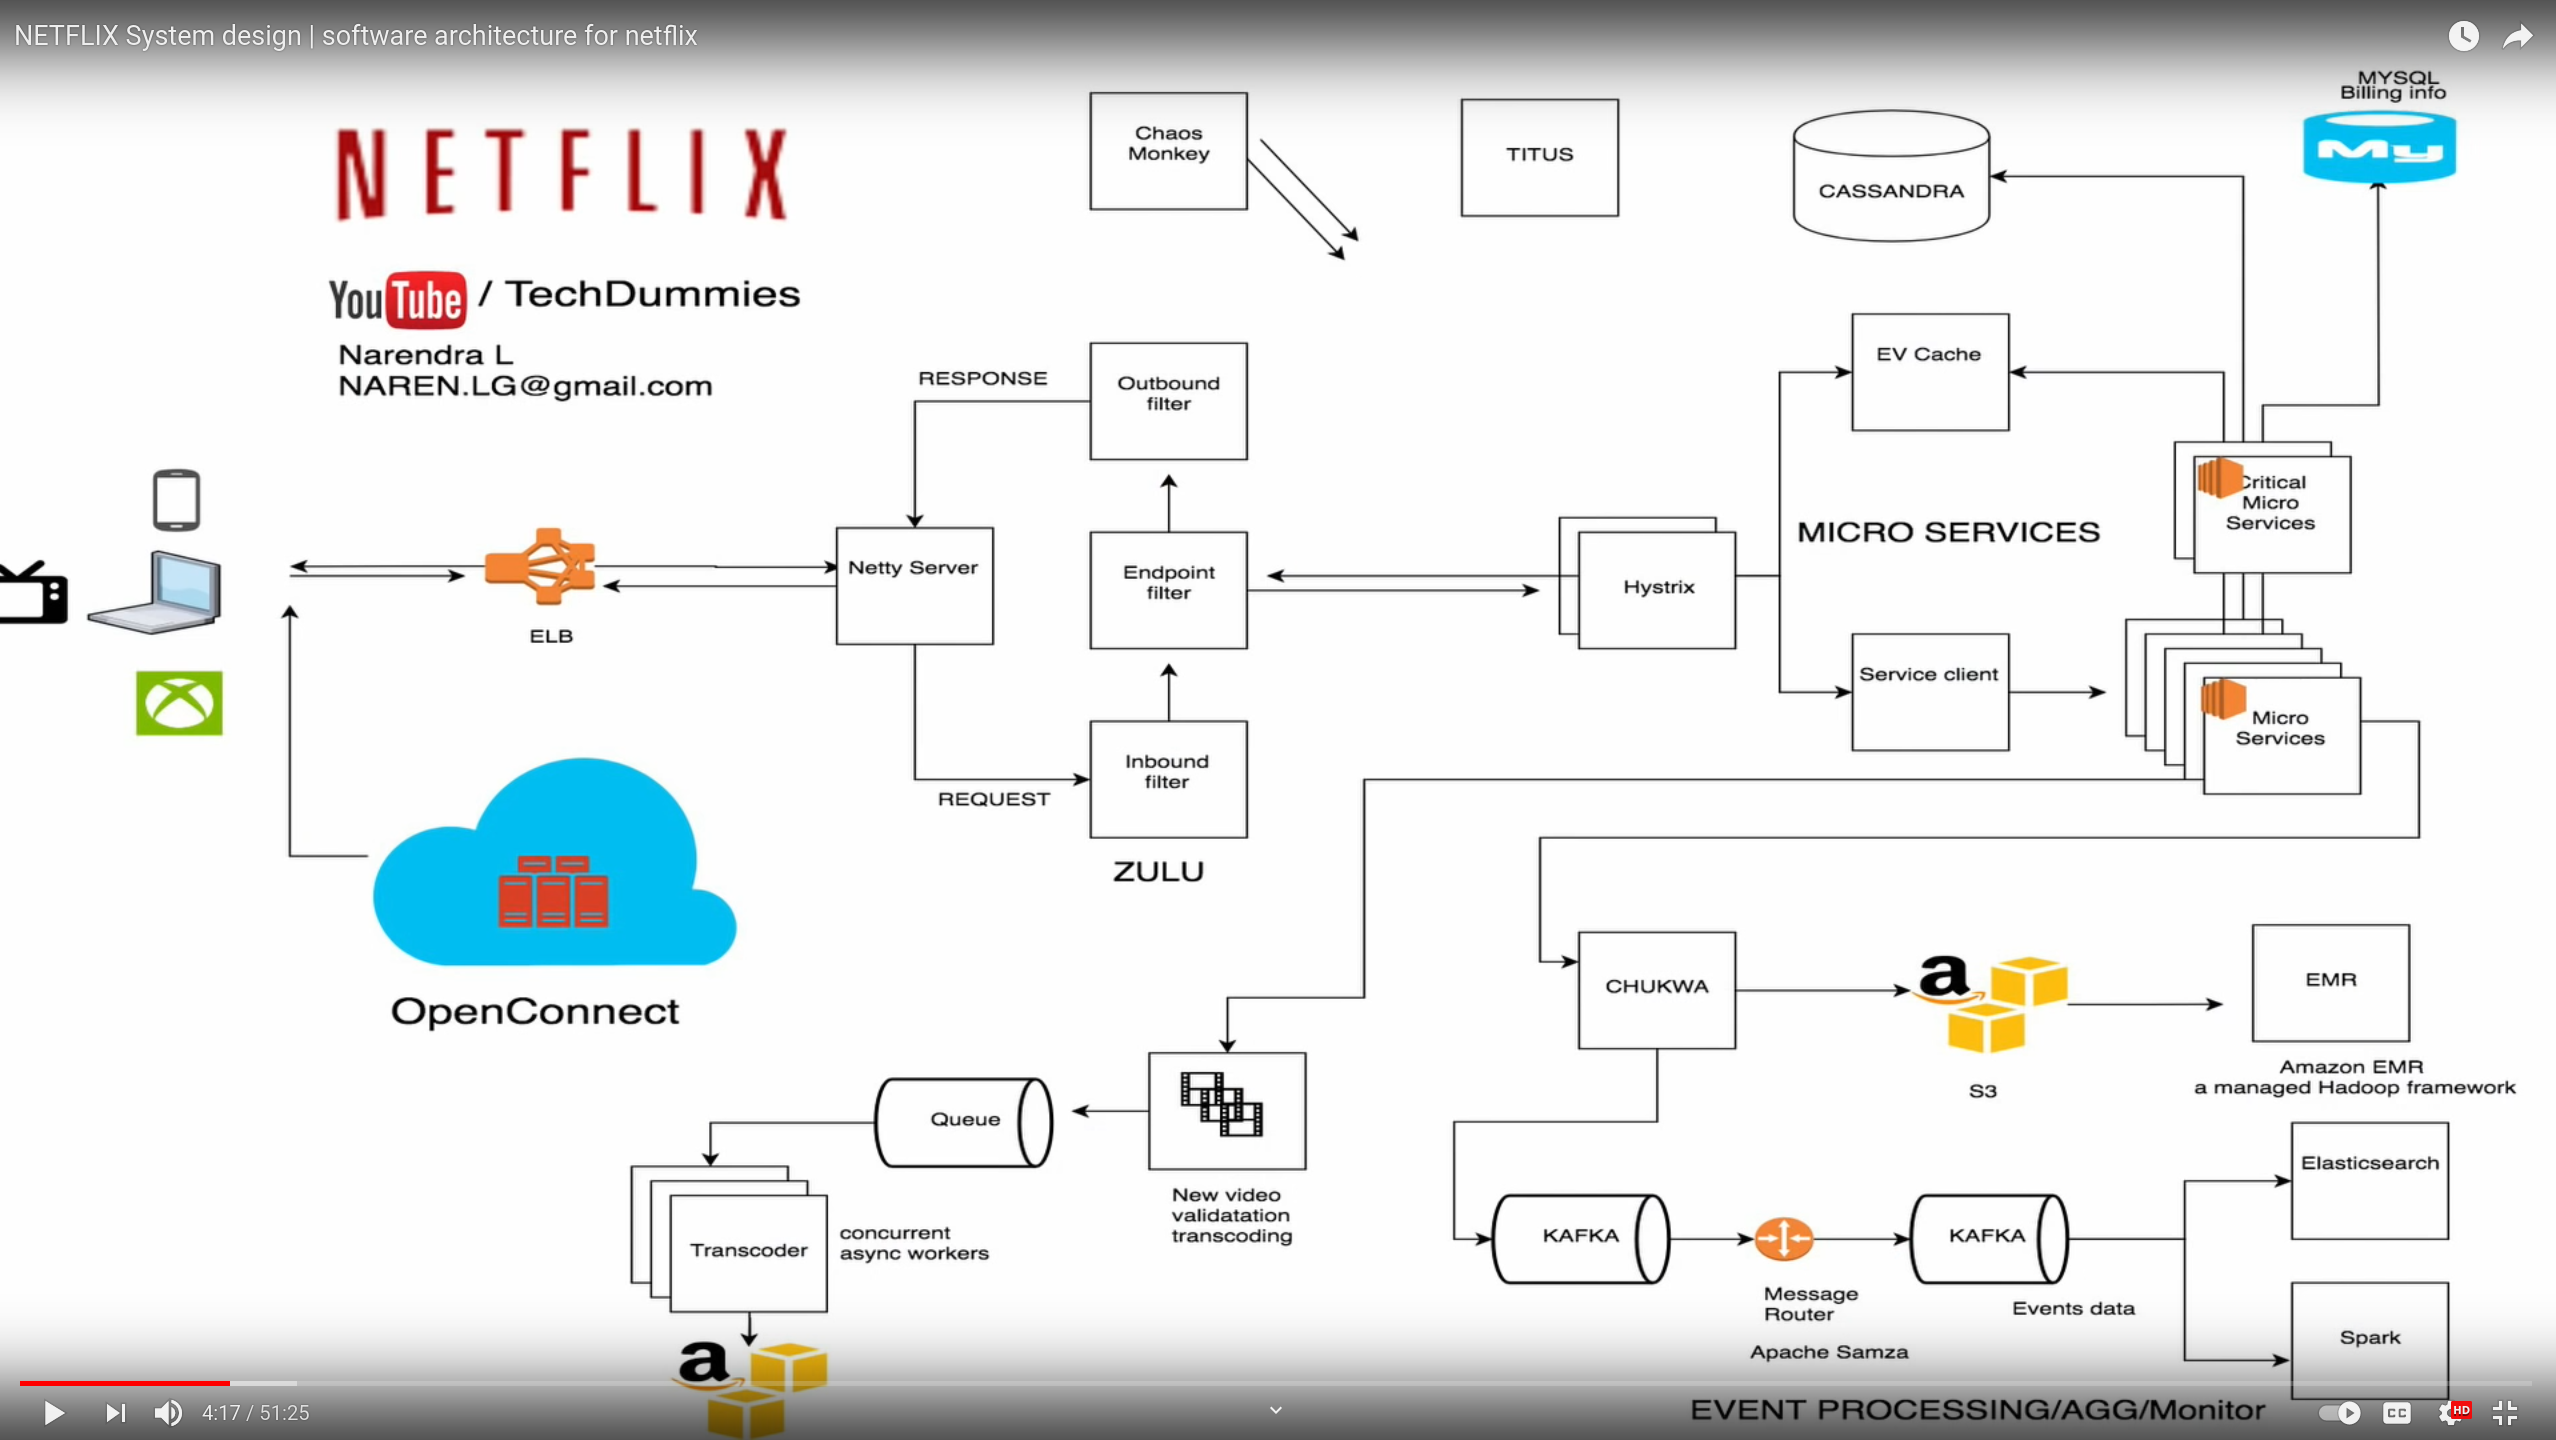 NETFLIX System design | software architecture for netflix
MYSQL
Billing info
My
Chaos
Monkey
TITUS
CASSANDRA
NETFLIX
YouTube / TechDummies
Narendra L
NAREN.LG@gmail.com
RESPONSE
Outbound
filter
EV Cache
Critical
Micro
Services
MICRO SERVICES
Netty Server
Endpoint
filter
Hystrix
ELB
Service client
Micro
Services
Inbound
filter
REQUEST
ZULU
OpenConnect
CHUKWA
a
S3
EMR
Amazon EMR
a managed Hadoop framework
Queue
New video
validatation
transcoding
Transcoder
concurrent
async workers
KAFKA
Message
Router
Apache Samza
KAFKA
Events data
Elasticsearch
Spark
a
EVENT PROCESSING/AGG/Monitor
4:17 / 51:25
CC
HD